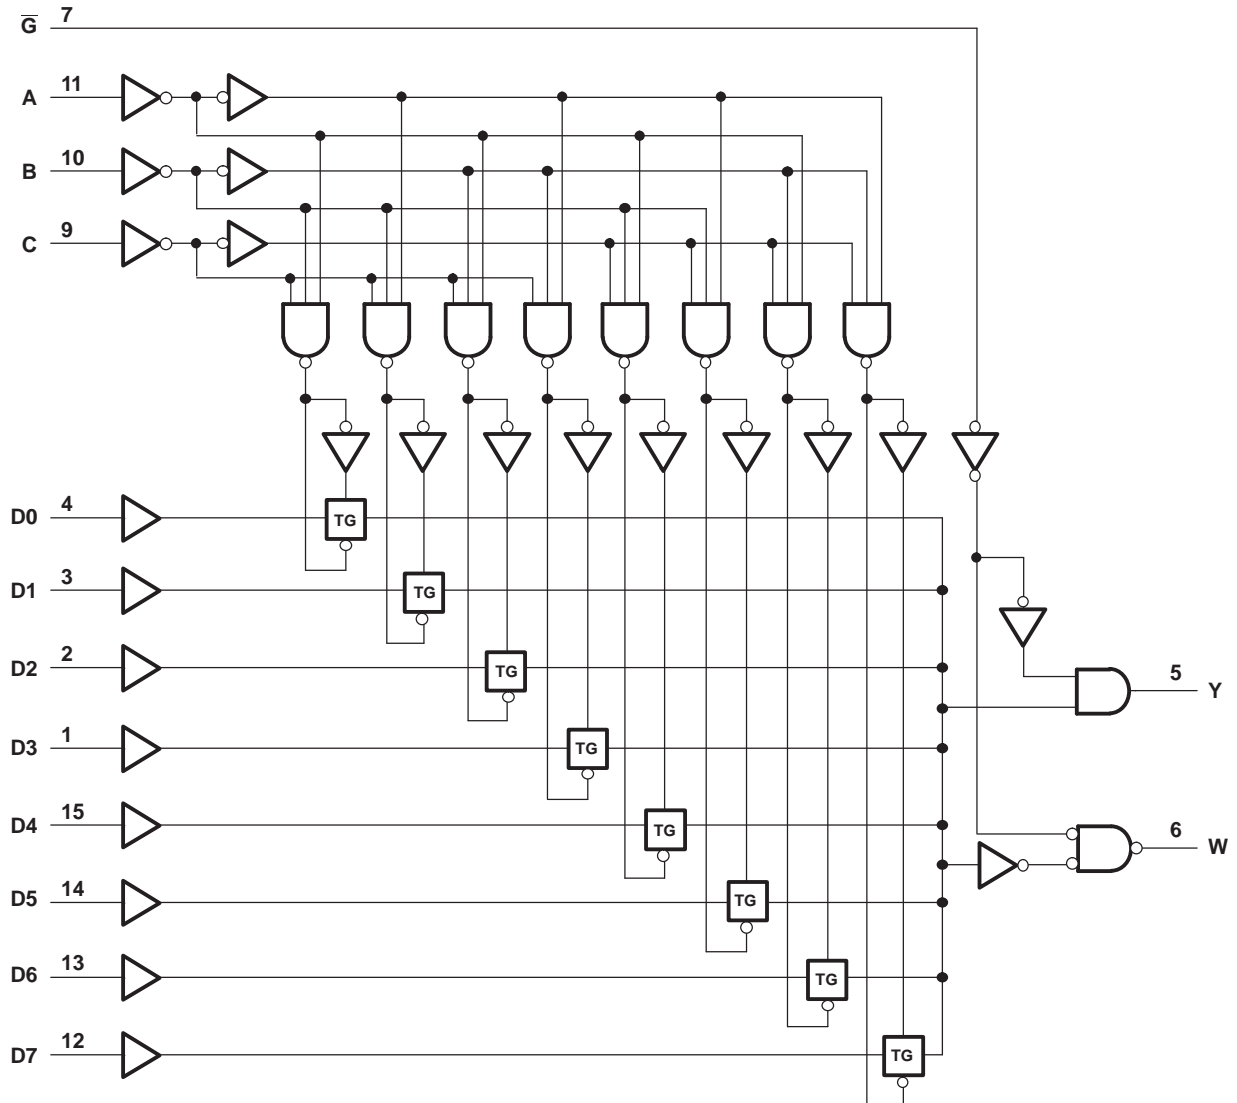 G̅ 7
A 11
B 10
C 9
D0 4
TG
D1 3
TG
D2 2
TG
5 Y
D3 1
TG
D4 15
TG
6 W
D5 14
TG
D6 13
TG
D7 12
TG